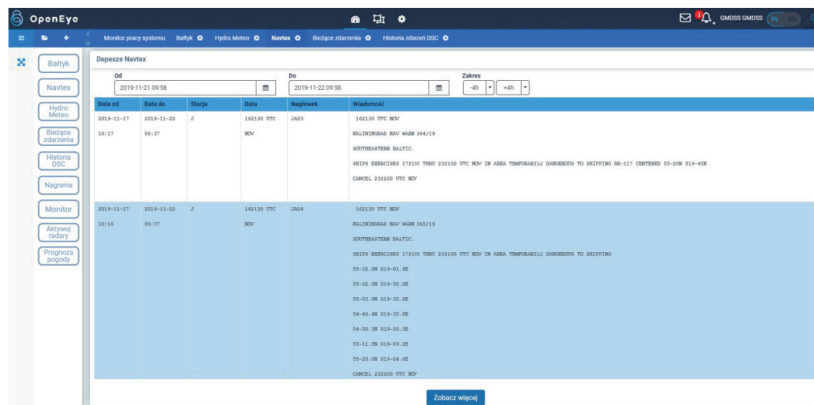 OpenEye
1
GMDSS GMDSS
PL
Monitor pracy systemu
Bałtyk
Hydro Meteo
Navtex
Bieżące zdarzenia
Historia zdarzeń DSC
Bałtyk
Navtex
Hydro
Meteo
Bieżące
zdarzenia
Historia
DSC
Nagrania
Monitor
Aktywuj
radary
Prognoza
pogody
Depesze Navtex
Od
Do
Zakres
2019-11-21 09:58
2019-11-22 09:58
-4h
+4h
Data od
Data do
Stacja
Data
Nagłówek
Wiadomość
2019-11-17
10:17
2019-11-22
06:37
J
162130 UTC
NOV
JA03
162130 UTC NOV
KALININGRAD NAV WARN 364/19
SOUTHEASTERN BALTIC.
SHIPS EXERCISES 172100 THRU 232100 UTC NOV IN AREA TEMPORARILY DANGEROUS TO SHIPPING RR-117 CENTERED 55-20N 019-45E
CANCEL 232200 UTC NOV
2019-11-17
10:16
2019-11-22
06:37
J
162130 UTC
NOV
JA04
162130 UTC NOV
KALININGRAD NAV WARN 365/19
SOUTHEASTERN BALTIC.
SHIPS EXERCISES 172100 THRU 232100 UTC NOV IN AREA TEMPORARILY DANGEROUS TO SHIPPING
55-32.0N 019-01.6E
55-32.0N 019-50.0E
55-03.0N 019-35.0E
54-46.4N 019-35.0E
54-50.3N 019-20.3E
55-11.5N 019-09.2E
55-20.0N 019-04.6E
CANCEL 232200 UTC NOV
Zobacz więcej